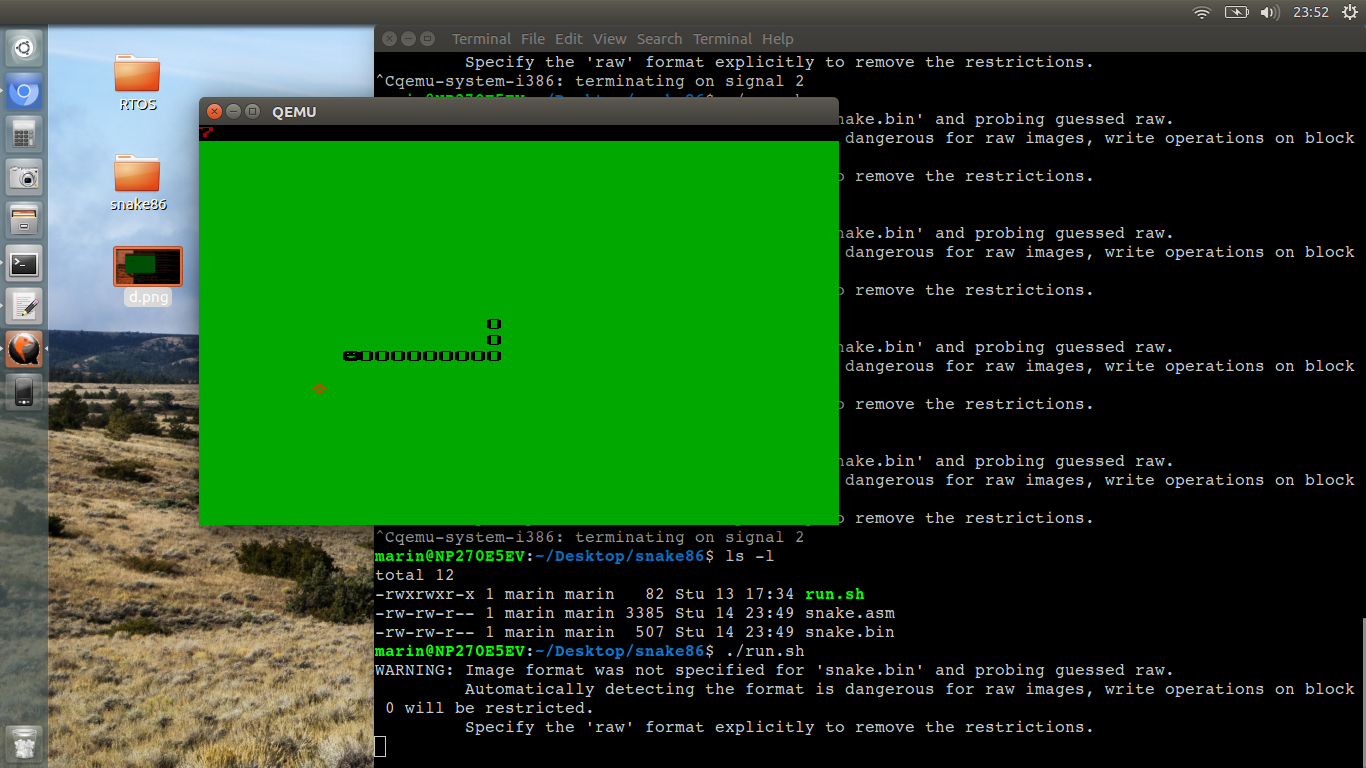 23:52
Terminal File Edit View Search Terminal Help
Specify the 'raw' format explicitly to remove the restrictions.
^Cqemu-system-i386: terminating on signal 2
RTOS
snake86
d.png
QEMU
nake.bin' and probing guessed raw.
dangerous for raw images, write operations on block
remove the restrictions.
nake.bin' and probing guessed raw.
dangerous for raw images, write operations on block
remove the restrictions.
nake.bin' and probing guessed raw.
dangerous for raw images, write operations on block
remove the restrictions.
nake.bin' and probing guessed raw.
dangerous for raw images, write operations on block
remove the restrictions.
^Cqemu-system-i386: terminating on signal 2
marin@NP270E5EV:~/Desktop/snake86$ ls -l
total 12
-rwxrwxr-x 1 marin marin   82 Stu 13 17:34 run.sh
-rw-rw-r-- 1 marin marin 3385 Stu 14 23:49 snake.asm
-rw-rw-r-- 1 marin marin  507 Stu 14 23:49 snake.bin
marin@NP270E5EV:~/Desktop/snake86$ ./run.sh
WARNING: Image format was not specified for 'snake.bin' and probing guessed raw.
Automatically detecting the format is dangerous for raw images, write operations on block
0 will be restricted.
Specify the 'raw' format explicitly to remove the restrictions.